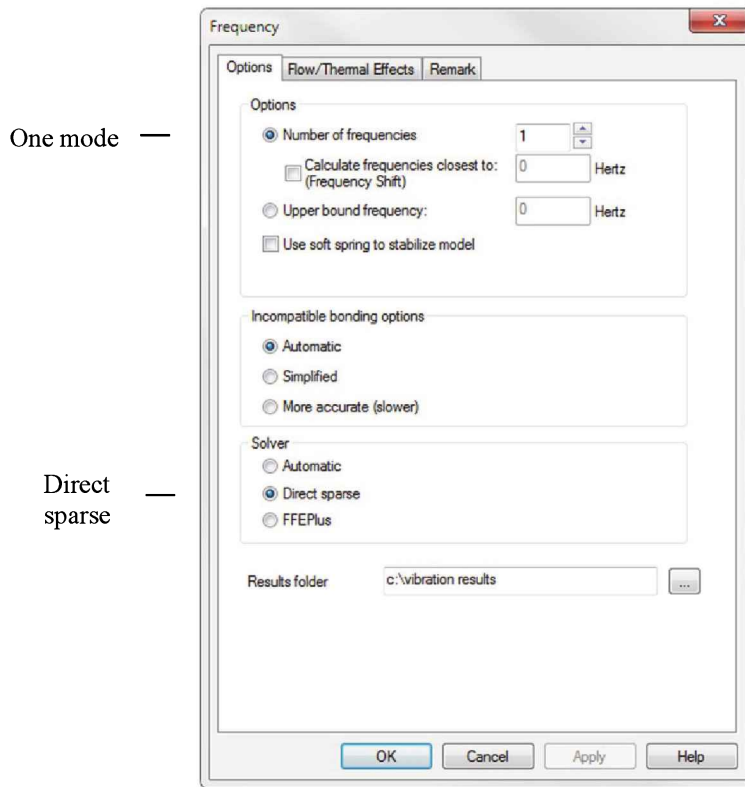 Frequency
Options Flow/Thermal Effects Remark
Options
One mode
Number of frequencies 1
Calculate frequencies closest to: 0 Hertz
(Frequency Shift)
Upper bound frequency: 0 Hertz
Use soft spring to stabilize model
Incompatible bonding options
Automatic
Simplified
More accurate (slower)
Solver
Automatic
Direct
sparse
Direct sparse
FFEPlus
Results folder c:\vibration results ...
OK Cancel Apply Help